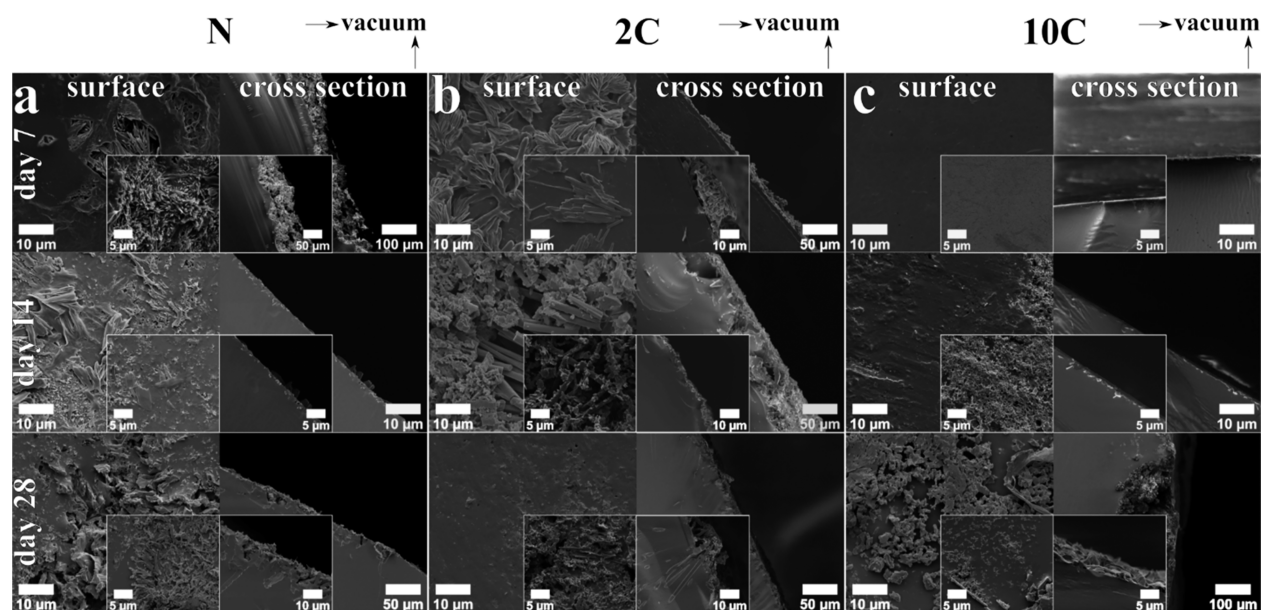 N →vacuum 2C →vacuum 10C →vacuum
a surface cross section b surface cross section c surface cross section
day 7
5 µm 50 µm 5 µm 10 µm 5 µm 5 µm
10 µm 100 µm 10 µm 50 µm 10 µm 10 µm
day 14
5 µm 5 µm 5 µm 10 µm 5 µm 5 µm
10 µm 10 µm 10 µm 50 µm 10 µm 10 µm
day 28
5 µm 10 µm 5 µm 10 µm 5 µm 5 µm
10 µm 50 µm 10 µm 50 µm 10 µm 100 µm